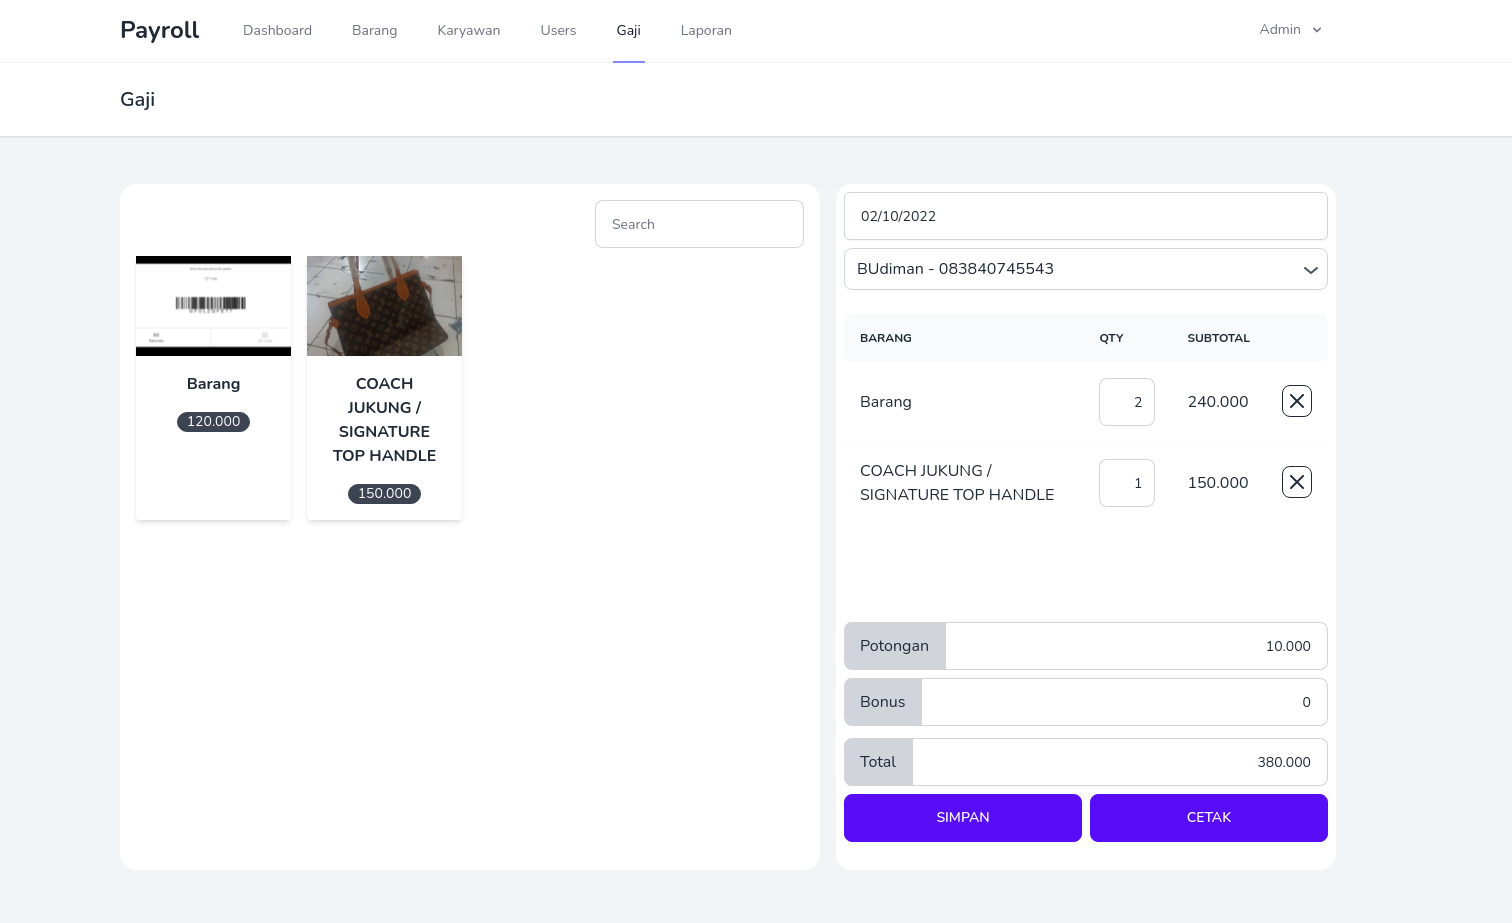 Payroll
Dashboard
Barang
Karyawan
Users
Gaji
Laporan
Admin
Gaji
Search
Barang
120.000
COACH
JUKUNG /
SIGNATURE
TOP HANDLE
150.000
02/10/2022
BUdiman - 083840745543
BARANG QTY SUBTOTAL
Barang 2 240.000
COACH JUKUNG /
SIGNATURE TOP HANDLE 1 150.000
Potongan 10.000
Bonus 0
Total 380.000
SIMPAN
CETAK